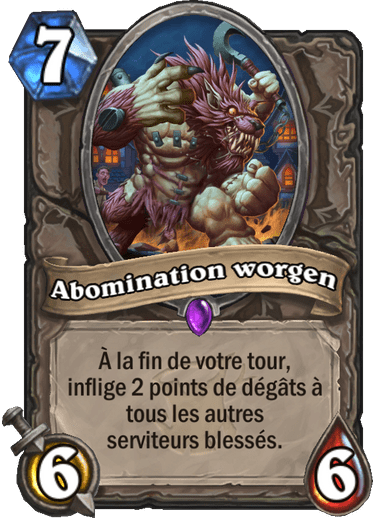 7
Abomination worgen
À la fin de votre tour,
inflige 2 points de dégâts à
tous les autres
serviteurs blessés.
6
6